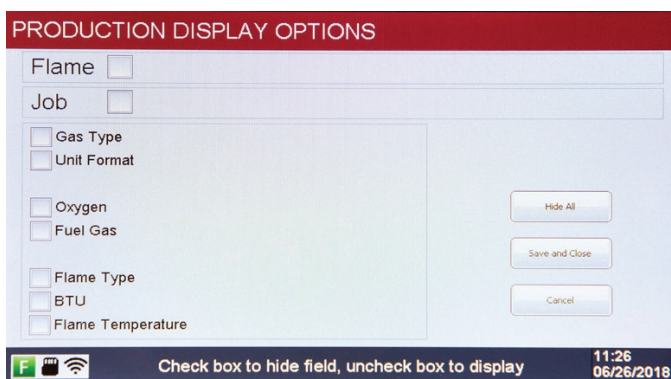 PRODUCTION DISPLAY OPTIONS
Flame
Job
Gas Type
Unit Format
Oxygen
Fuel Gas
Flame Type
BTU
Flame Temperature
Hide All
Save and Close
Cancel
F
Check box to hide field, uncheck box to display
11:26
06/26/2018